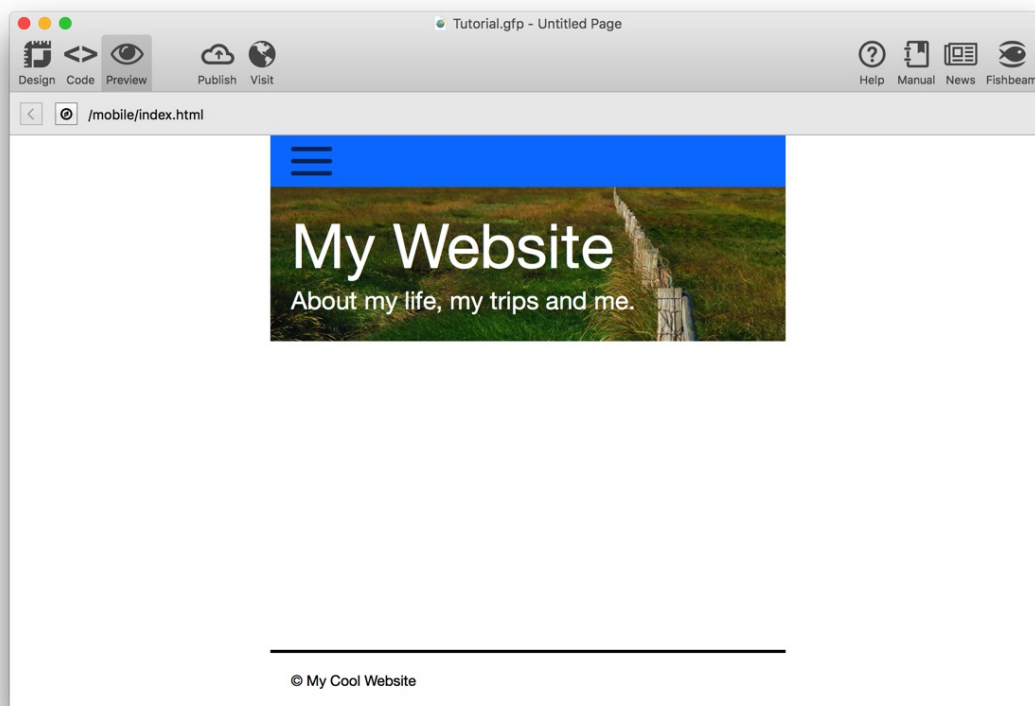 Tutorial.gfp - Untitled Page
Design Code Preview Publish Visit Help Manual News Fishbeam
/mobile/index.html
My Website
About my life, my trips and me.
© My Cool Website